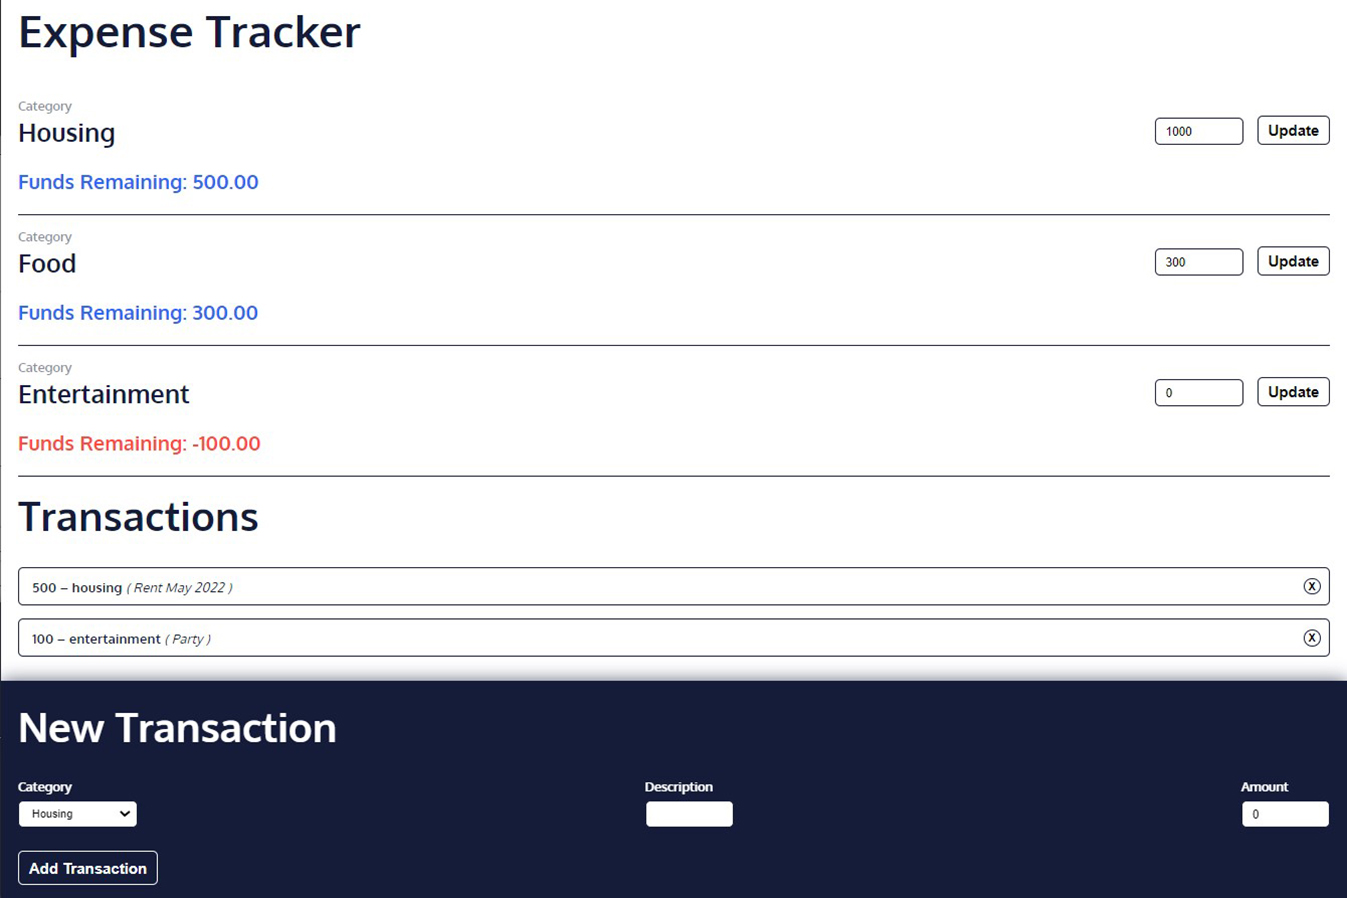 Expense Tracker
Category
Housing
1000 Update
Funds Remaining: 500.00
Category
Food
300 Update
Funds Remaining: 300.00
Category
Entertainment
0 Update
Funds Remaining: -100.00
Transactions
500 – housing ( Rent May 2022 ) X
100 – entertainment ( Party ) X
New Transaction
Category Description Amount
Housing 0
Add Transaction